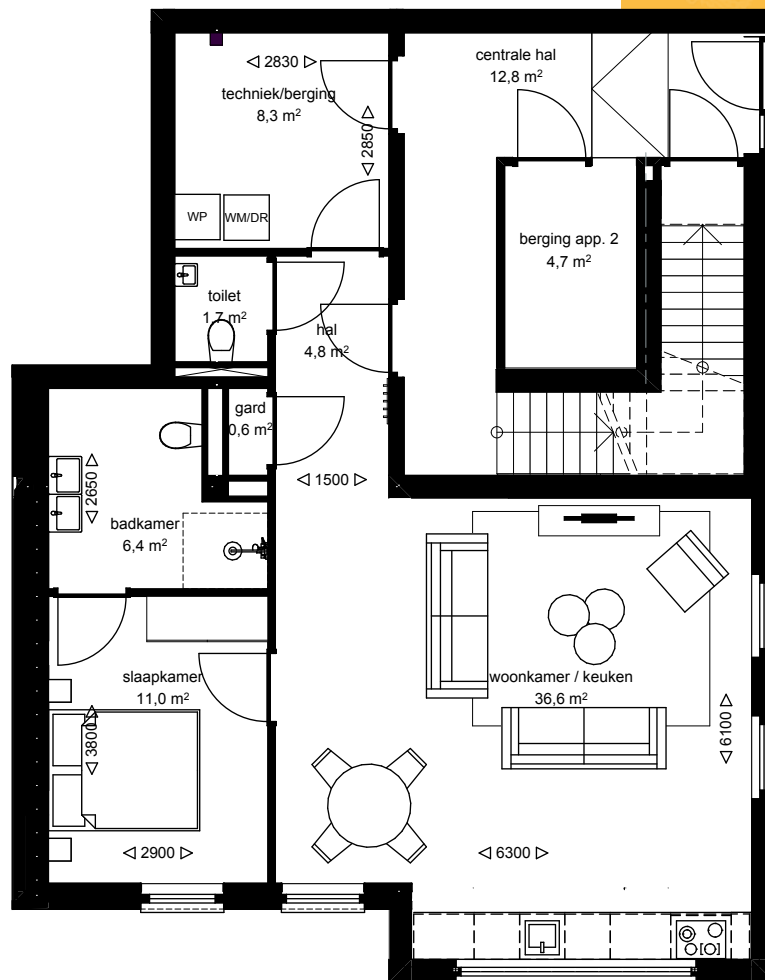 centrale hal
12,8 m²
2830
techniek/berging
8,3 m²
2850
WP
WM/DR
berging app. 2
4,7 m²
toilet
1,7 m²
hal
4,8 m²
gard
0,6 m²
1500
2650
badkamer
6,4 m²
slaapkamer
11,0 m²
woonkamer / keuken
36,6 m²
3800
6100
2900
6300